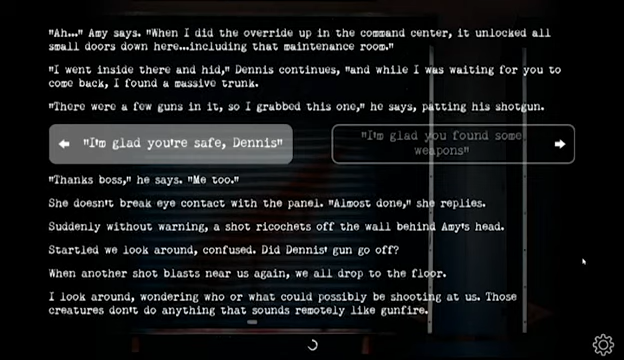 "Ah..." Amy says. "When I did the override up in the command center, it unlocked all
small doors down here...including that maintenance room."
"I went inside there and hid," Dennis continues, "and while I was waiting for you to
come back, I found a massive trunk.
"There were a few guns in it, so I grabbed this one," he says, patting his shotgun.
"I'm glad you're safe, Dennis"
"I'm glad you found some
weapons"
"Thanks boss," he says. "Me too."
She doesn't break eye contact with the panel. "Almost done," she replies.
Suddenly without warning, a shot ricochets off the wall behind Amy's head.
Startled we look around, confused. Did Dennis' gun go off?
When another shot blasts near us again, we all drop to the floor.
I look around, wondering who or what could possibly be shooting at us. Those
creatures don't do anything that sounds remotely like gunfire.